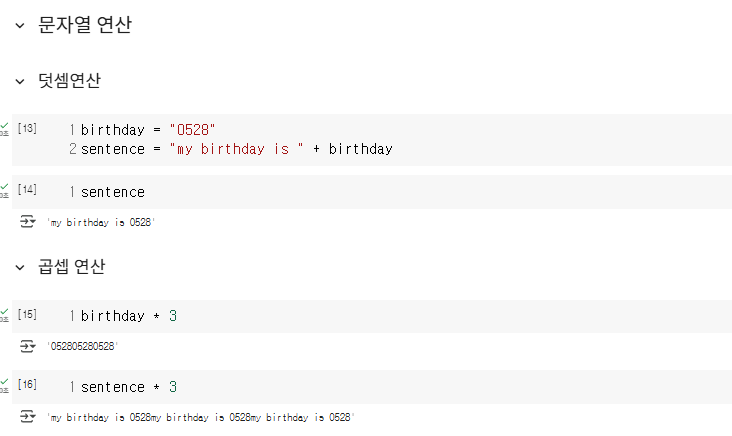 문자열 연산
덧셈연산
[13] 1 birthday = "0528"
2 sentence = "my birthday is " + birthday
[14] 1 sentence
'my birthday is 0528'
곱셉 연산
[15] 1 birthday * 3
'052805280528'
[16] 1 sentence * 3
'my birthday is 0528my birthday is 0528my birthday is 0528'